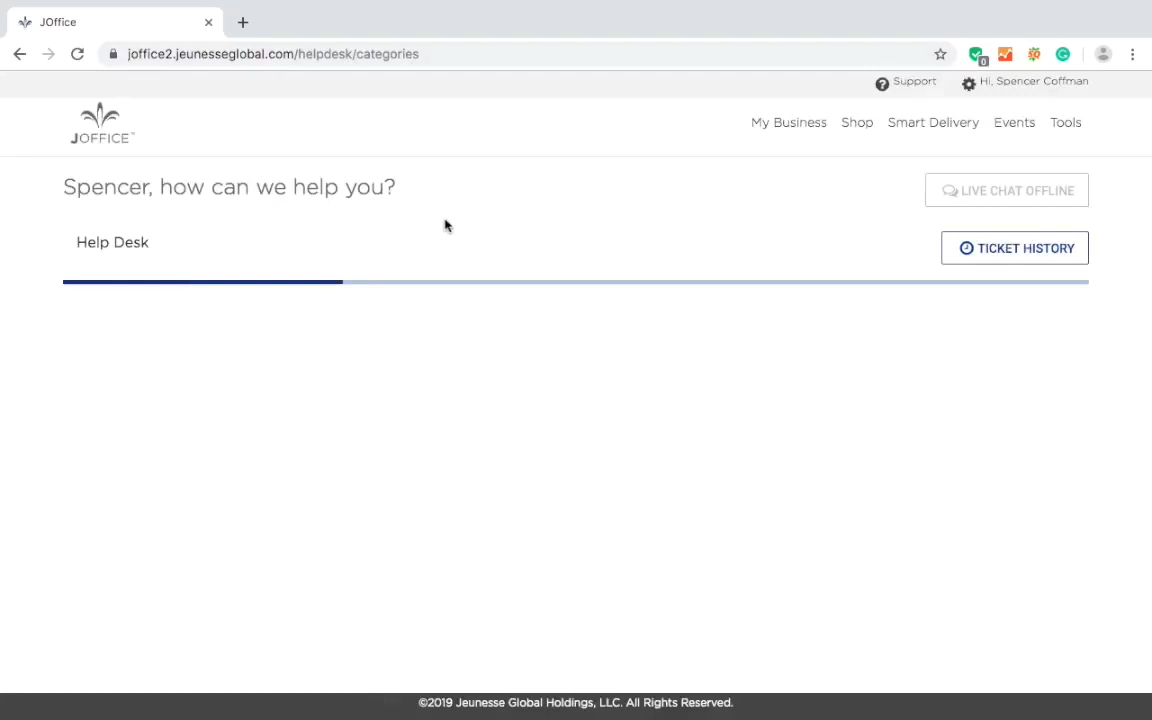 JOffice
joffice2.jeunesseglobal.com/helpdesk/categories
0
Support
Hi, Spencer Coffman
JOFFICE™
My Business
Shop
Smart Delivery
Events
Tools
Spencer, how can we help you?
LIVE CHAT OFFLINE
Help Desk
TICKET HISTORY
©2019 Jeunesse Global Holdings, LLC. All Rights Reserved.